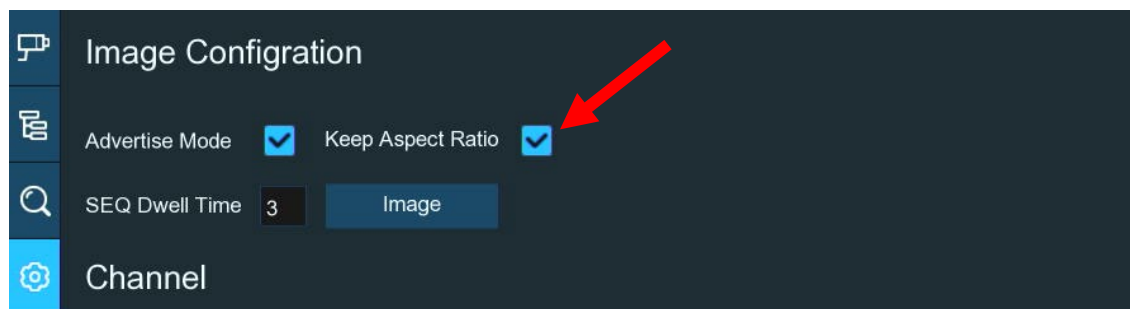 Image Configration
Advertise Mode Keep Aspect Ratio
SEQ Dwell Time 3 Image
Channel